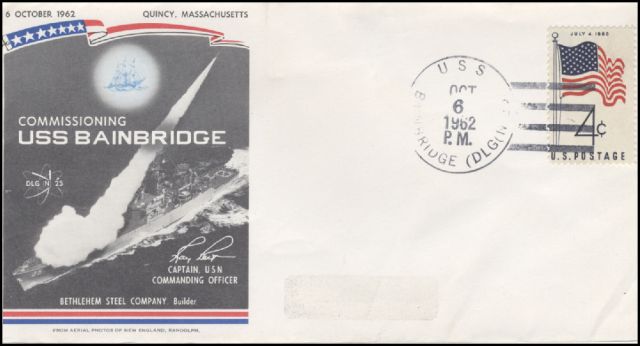 6 OCTOBER 1962 QUINCY, MASSACHUSETTS
COMMISSIONING
USS BAINBRIDGE
DLG N 25
CAPTAIN, USN
COMMANDING OFFICER
BETHLEHEM STEEL COMPANY, Builder
FROM AERIAL PHOTOS OF NEW ENGLAND, RANDOLPH.
USS
BAINBRIDGE (DLG(N)
OCT
6
1962
P.M.
JULY 4, 1960
4¢
U.S. POSTAGE